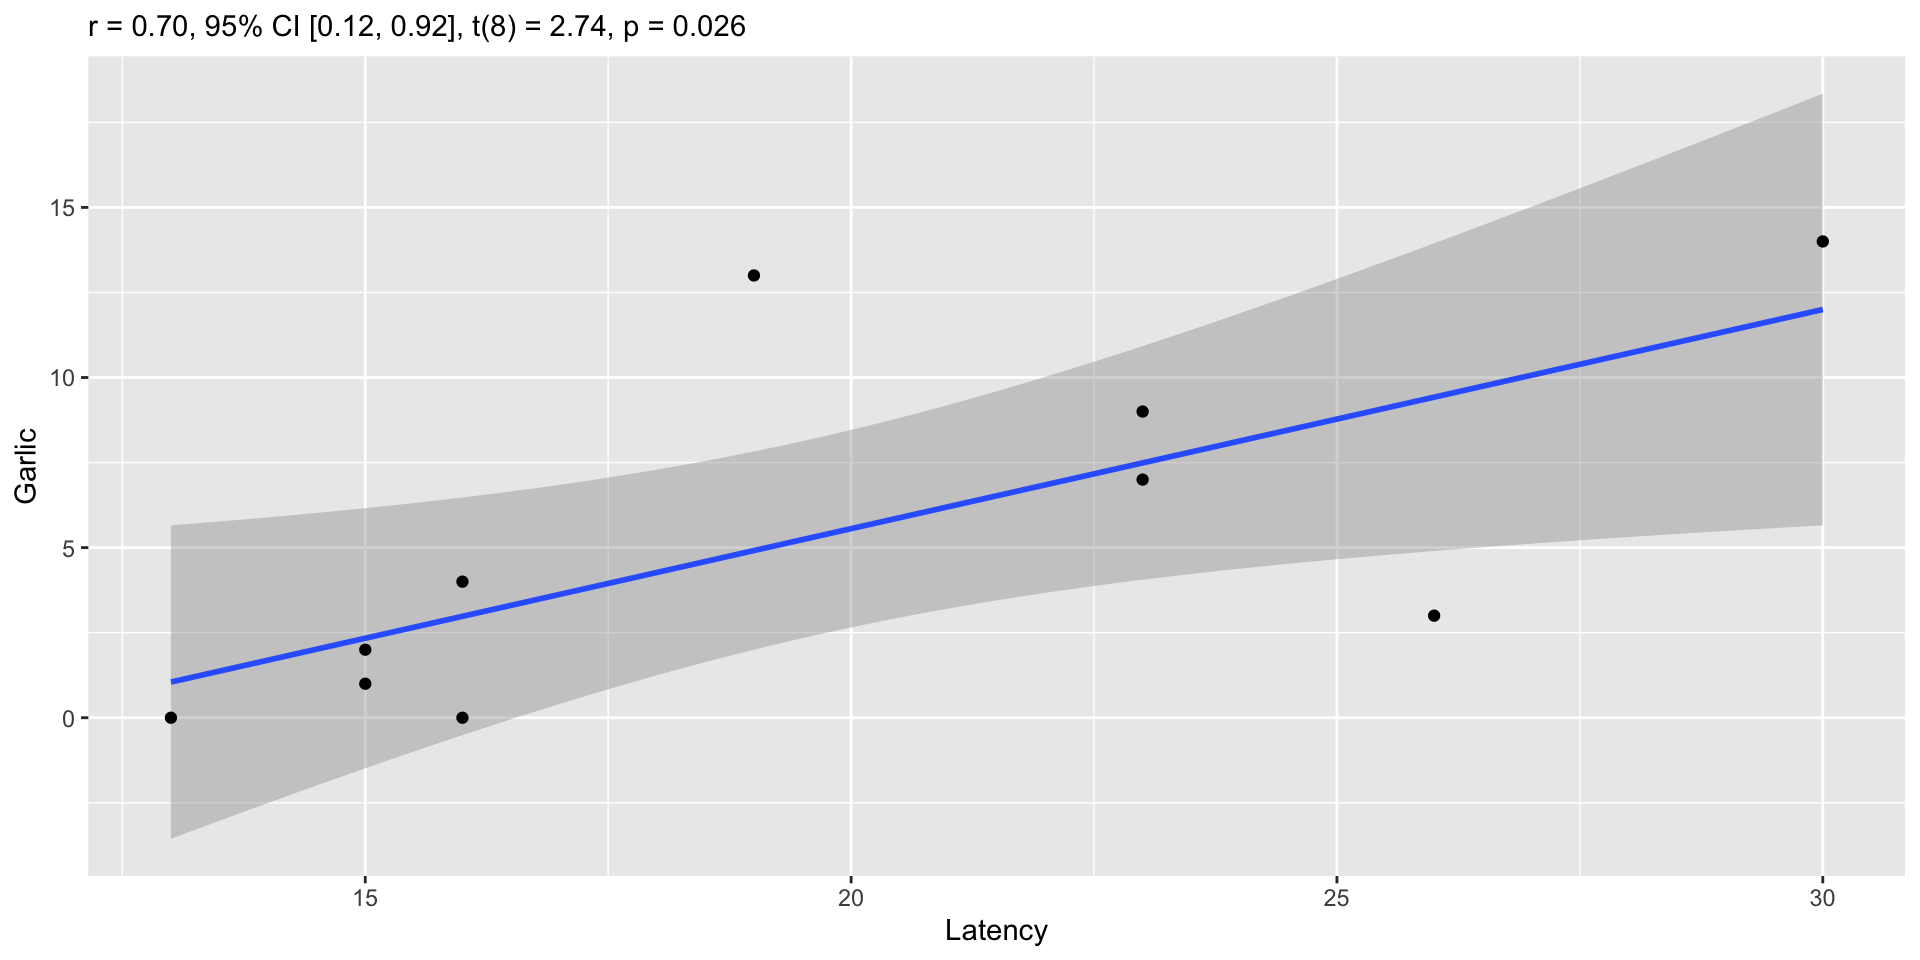 r = 0.70, 95% CI [0.12, 0.92], t(8) = 2.74, p = 0.026
15
10
5
0
Garlic
15 20 25 30
Latency